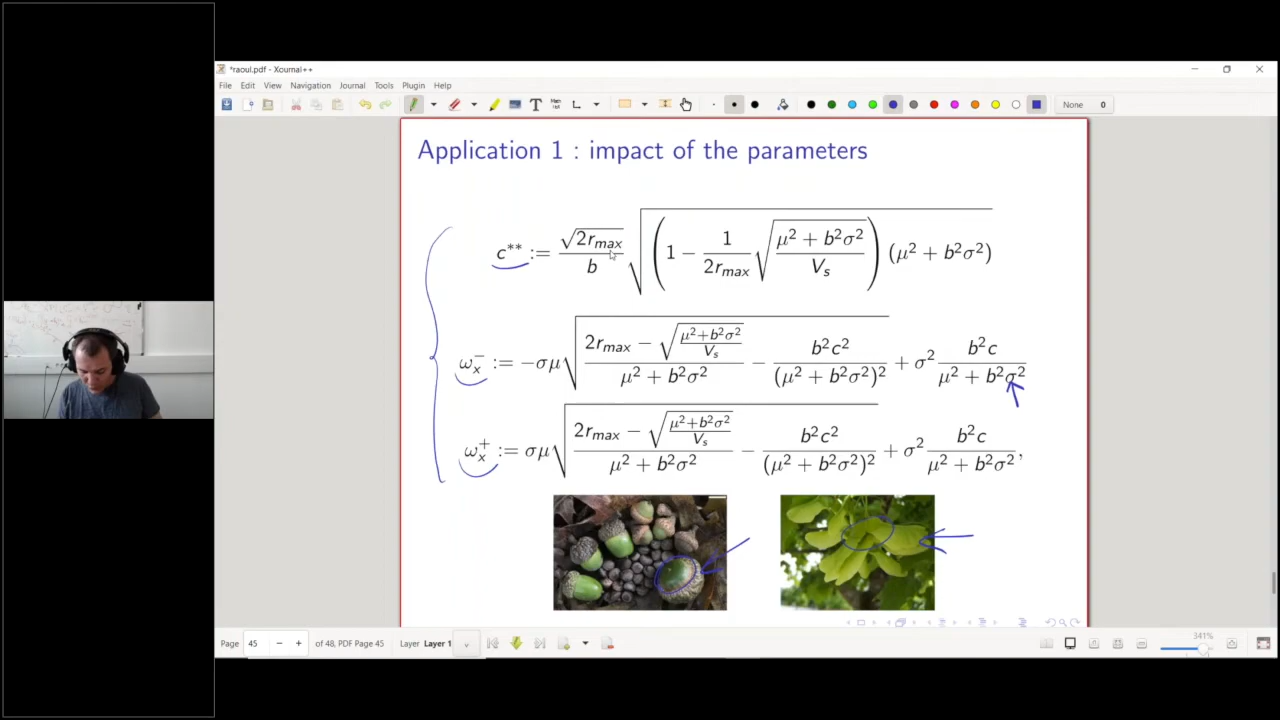 *raoul.pdf - Xournal++
File Edit View Navigation Journal Tools Plugin Help
None 0
Application 1 : impact of the parameters
c** := √(2r_max)/b √((1 − 1/(2r_max) √((μ² + b²σ²)/V_s)) (μ² + b²σ²))
ω_x^− := −σμ √((2r_max − √((μ²+b²σ²)/V_s))/(μ² + b²σ²) − b²c²/(μ² + b²σ²)²) + σ² b²c/(μ² + b²σ²)
ω_x^+ := σμ √((2r_max − √((μ²+b²σ²)/V_s))/(μ² + b²σ²) − b²c²/(μ² + b²σ²)²) + σ² b²c/(μ² + b²σ²),
Page 45 of 48, PDF Page 45 Layer Layer 1 341%